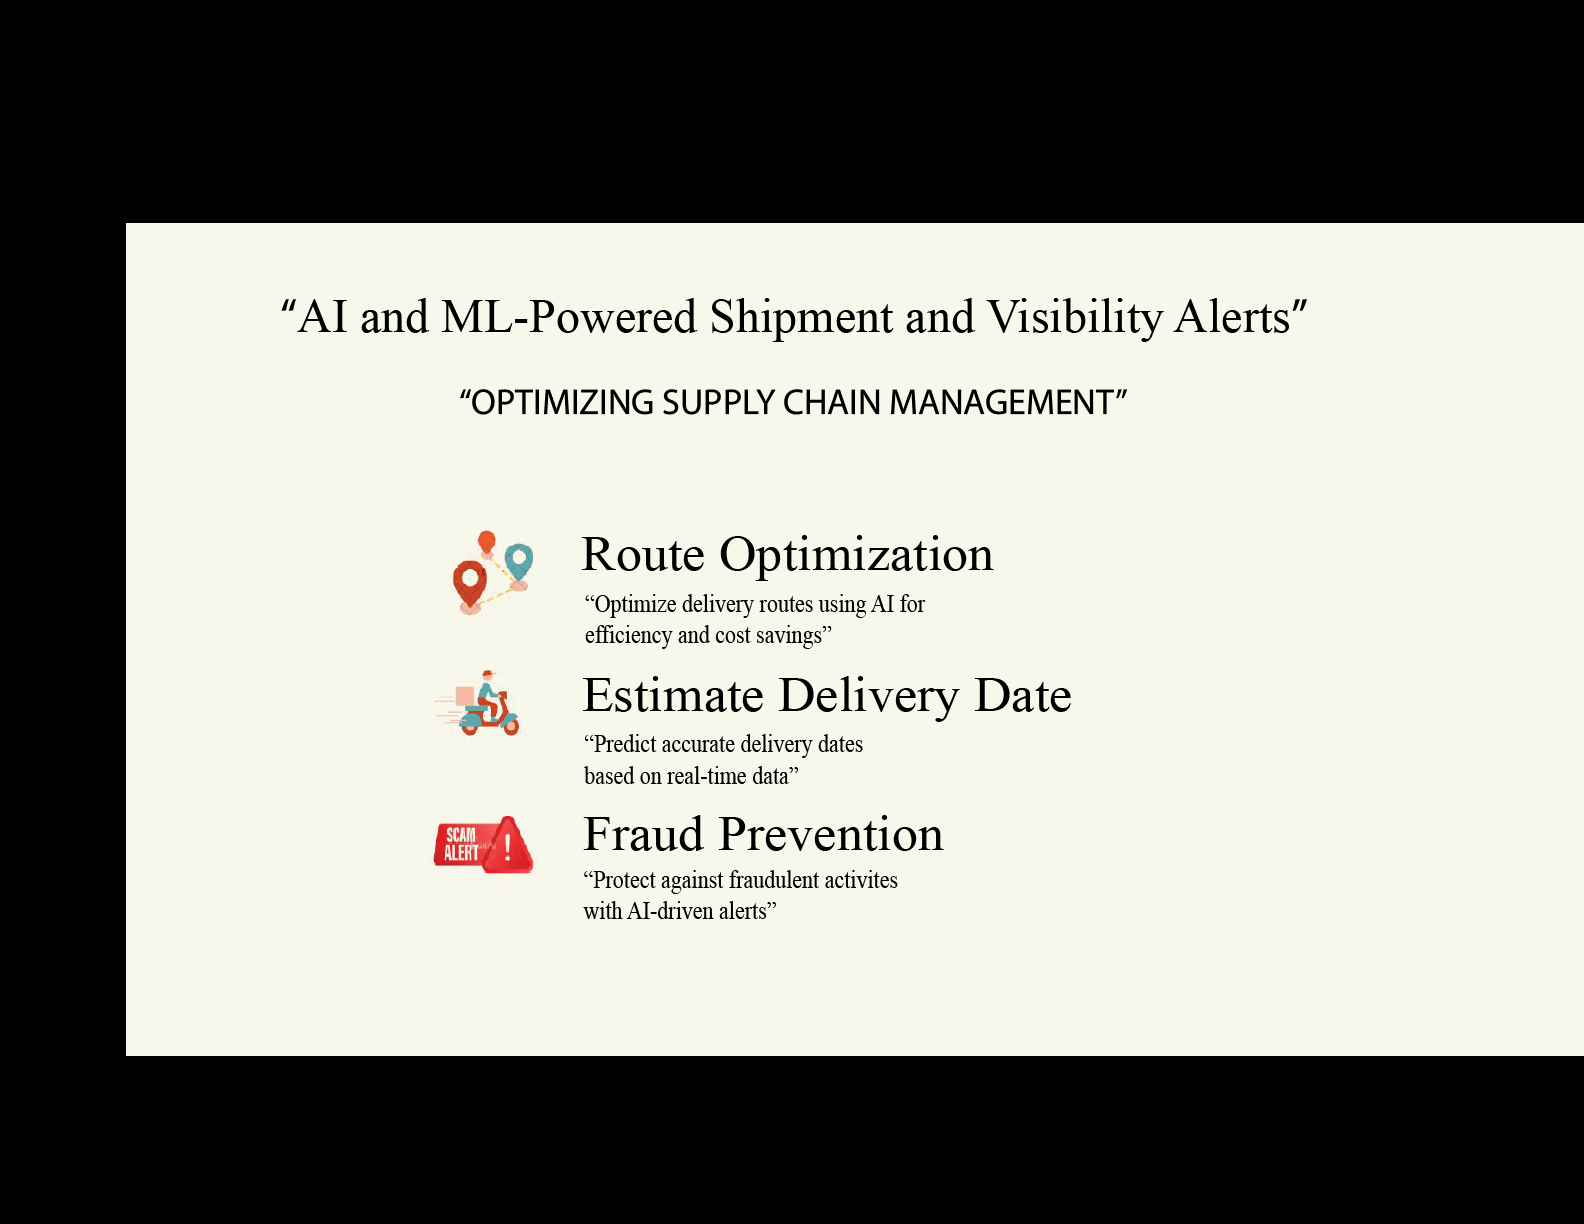 “AI and ML-Powered Shipment and Visibility Alerts”
“OPTIMIZING SUPPLY CHAIN MANAGEMENT”
Route Optimization
“Optimize delivery routes using AI for
efficiency and cost savings”
Estimate Delivery Date
“Predict accurate delivery dates
based on real-time data”
SCAM
ALERT
!
Fraud Prevention
“Protect against fraudulent activites
with AI-driven alerts”